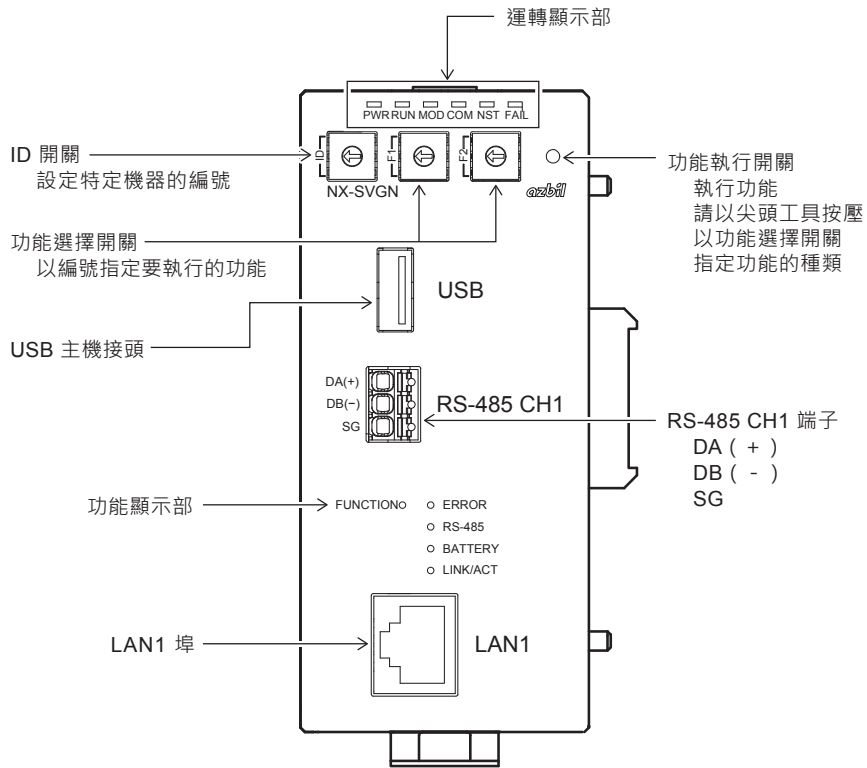 運轉顯示部
PWR RUN MOD COM NST FAIL
ID 開關
設定特定機器的編號
ID
F1
F2
NX-SVGN
azbil
功能執行開關
執行功能
請以尖頭工具按壓
以功能選擇開關
指定功能的種類
功能選擇開關
以編號指定要執行的功能
USB
USB 主機接頭
DA(+)
DB(−)
SG
RS-485 CH1
RS-485 CH1 端子
DA ( + )
DB ( - )
SG
功能顯示部
FUNCTION
ERROR
RS-485
BATTERY
LINK/ACT
LAN1 埠
LAN1